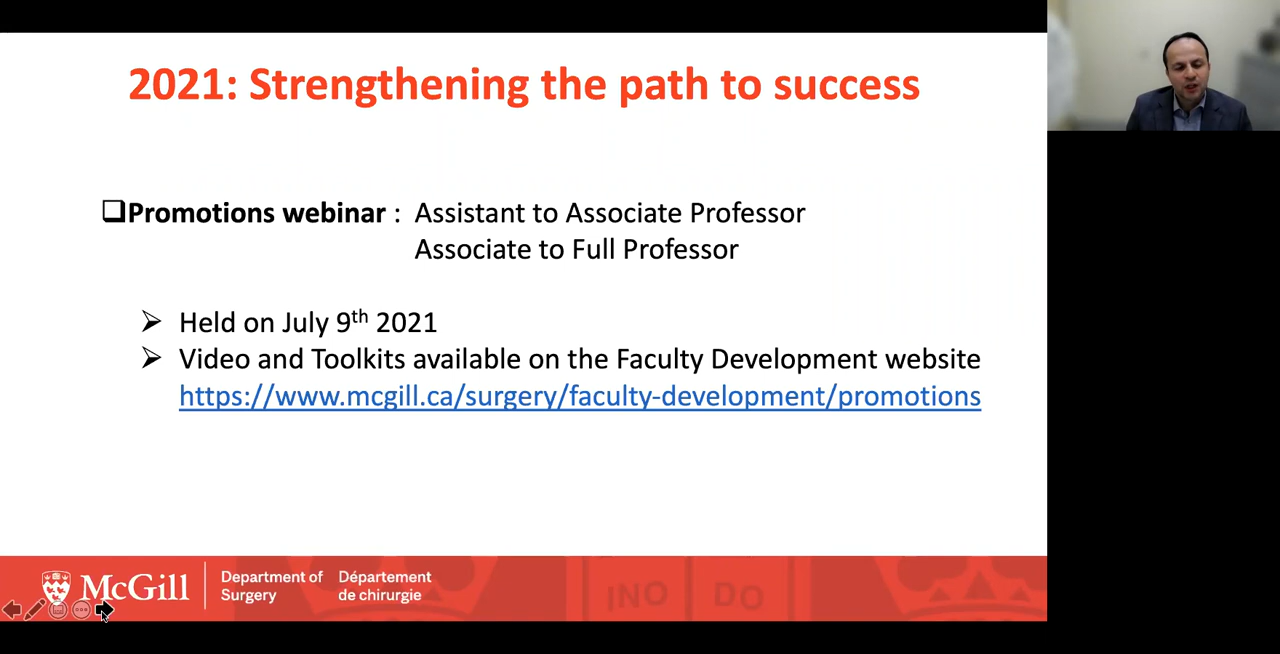 2021: Strengthening the path to success
❑Promotions webinar : Assistant to Associate Professor
Associate to Full Professor
➢ Held on July 9th 2021
➢ Video and Toolkits available on the Faculty Development website
https://www.mcgill.ca/surgery/faculty-development/promotions
McGill
Department of Surgery
Département de chirurgie
INO DO